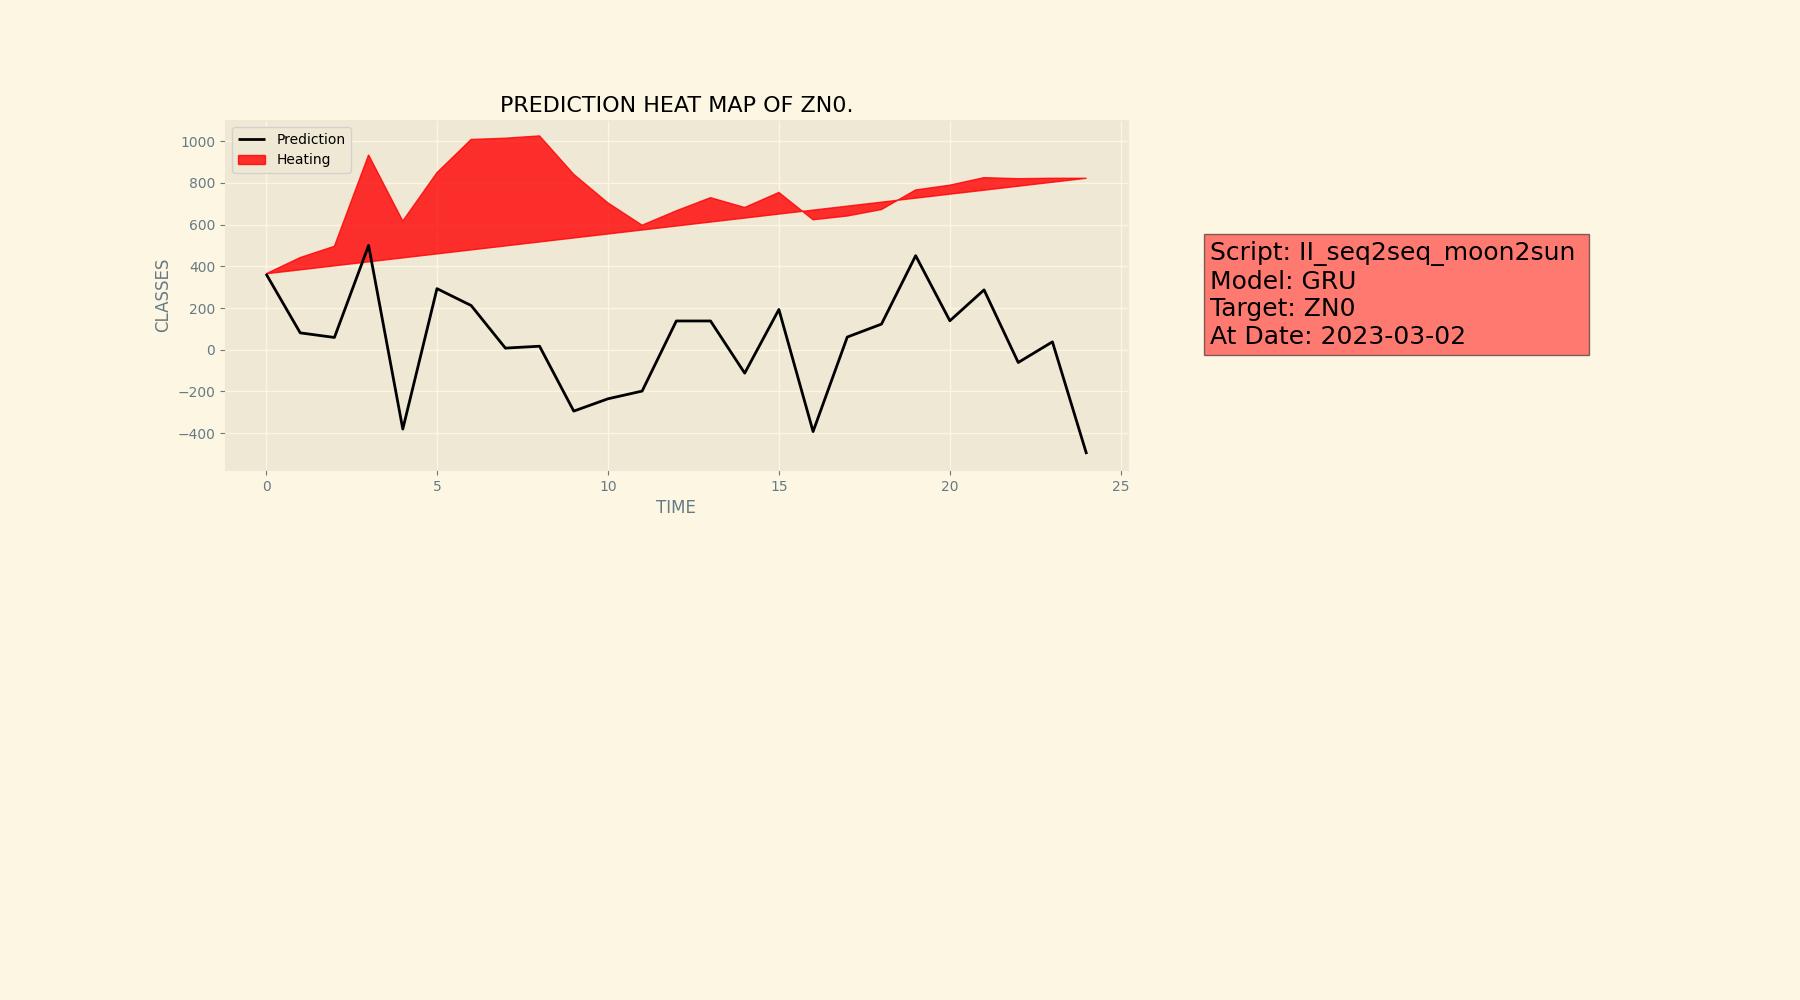 PREDICTION HEAT MAP OF ZN0.
Prediction
Heating
1000
800
600
400
200
0
−200
−400
CLASSES
0 5 10 15 20 25
TIME
Script: II_seq2seq_moon2sun
Model: GRU
Target: ZN0
At Date: 2023-03-02